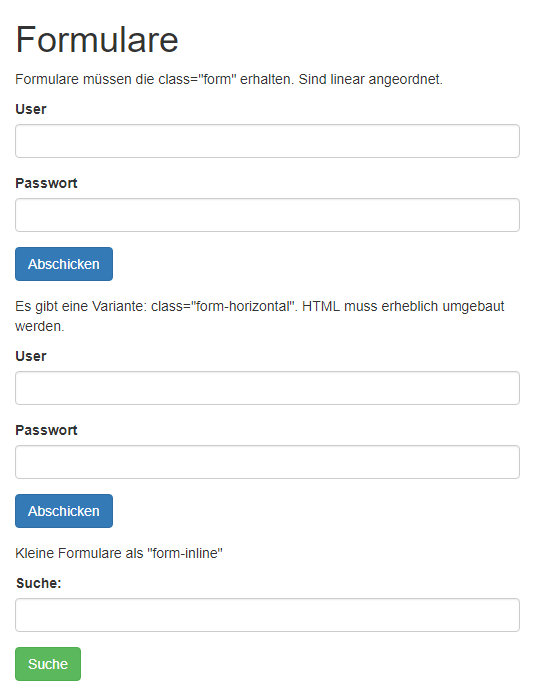 Formulare
Formulare müssen die class="form" erhalten. Sind linear angeordnet.
User
Passwort
Abschicken
Es gibt eine Variante: class="form-horizontal". HTML muss erheblich umgebaut
werden.
User
Passwort
Abschicken
Kleine Formulare als "form-inline"
Suche:
Suche